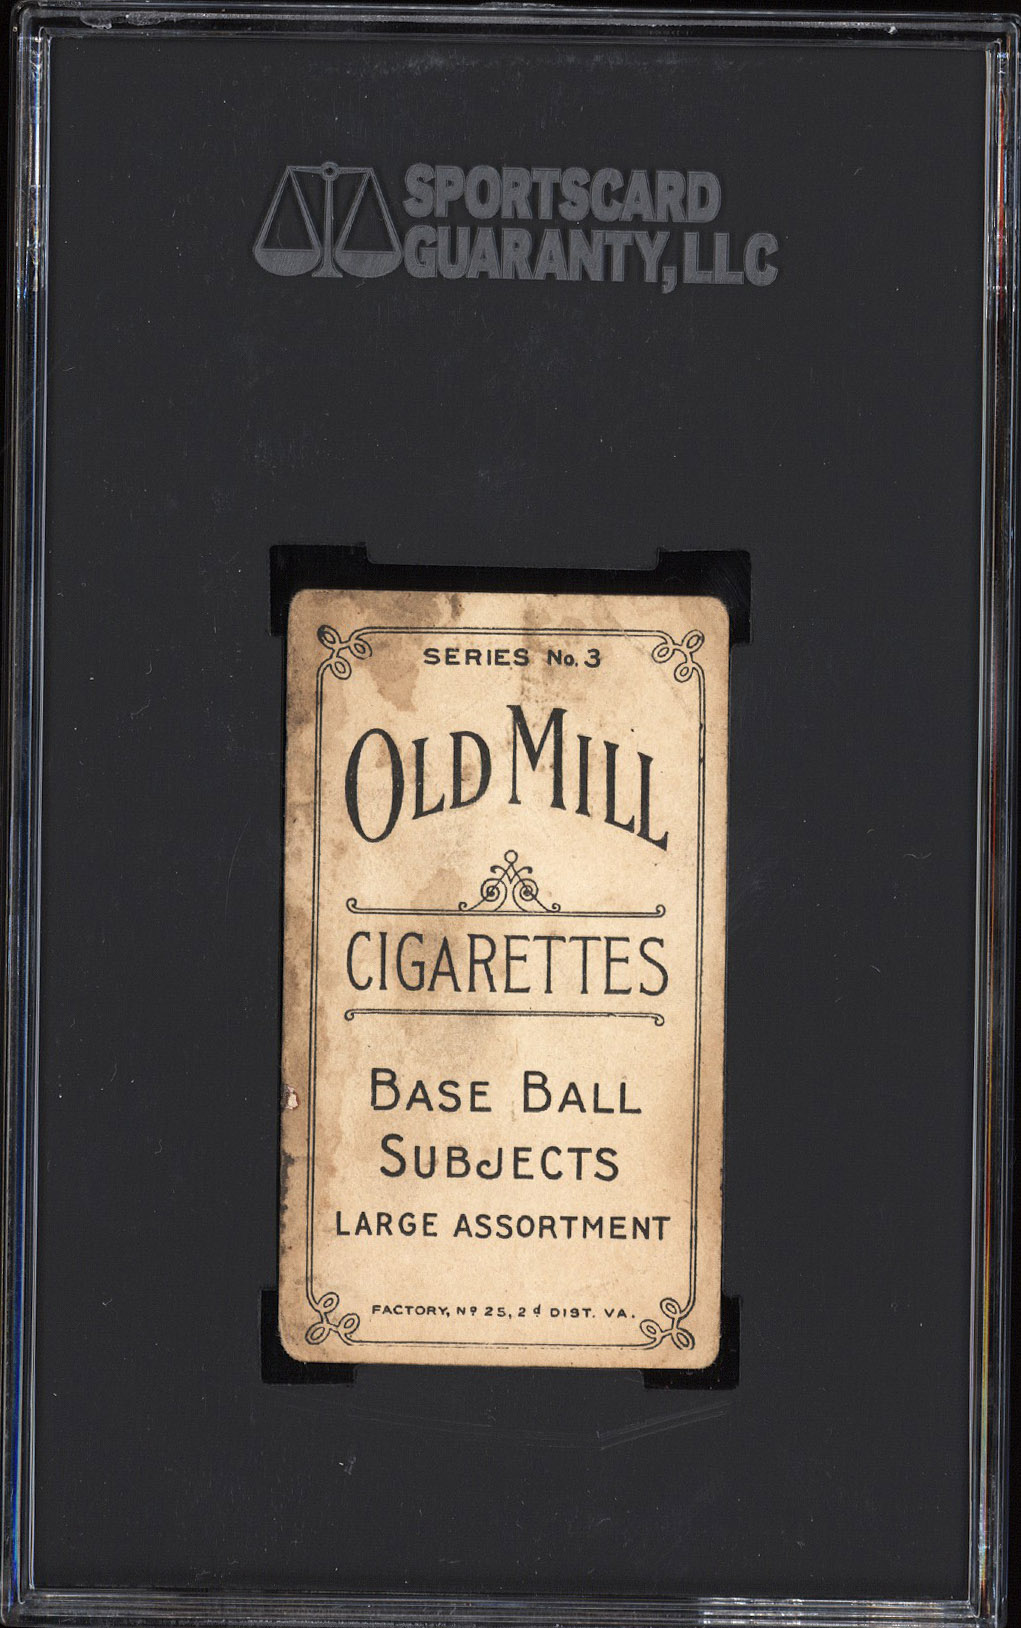 SPORTSCARD
GUARANTY, LLC
SERIES No. 3
OLD MILL
CIGARETTES
BASE BALL
SUBJECTS
LARGE ASSORTMENT
FACTORY, Nº 25, 2d DIST. VA.